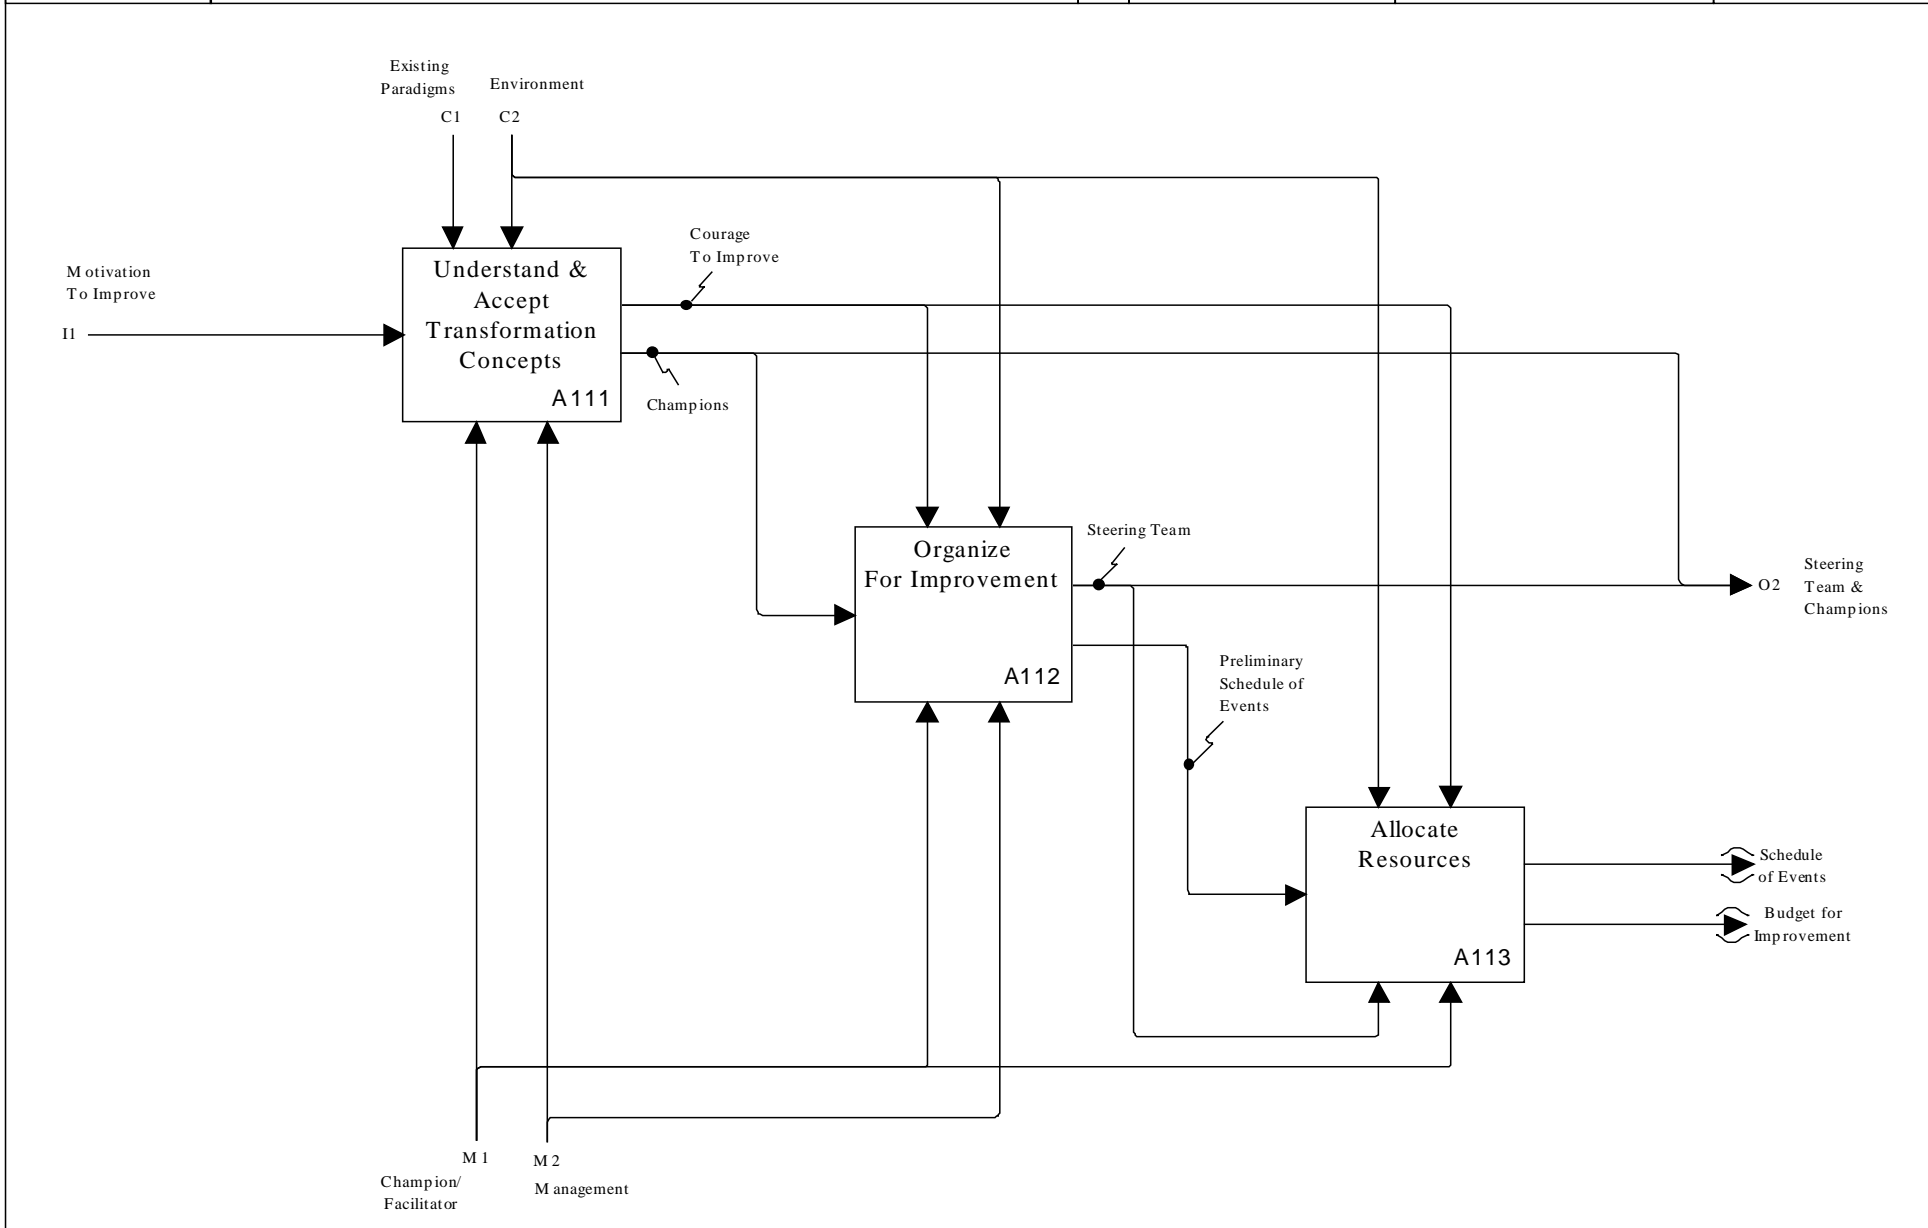 Existing
Paradigms
C1
Environment
C2
Motivation
To Improve
I1
Understand &
Accept
Transformation
Concepts
A111
Courage
To Improve
Champions
Organize
For Improvement
A112
Steering Team
O2
Steering
Team &
Champions
Preliminary
Schedule of
Events
Allocate
Resources
A113
Schedule
of Events
Budget for
Improvement
M1
Champion/
Facilitator
M2
Management